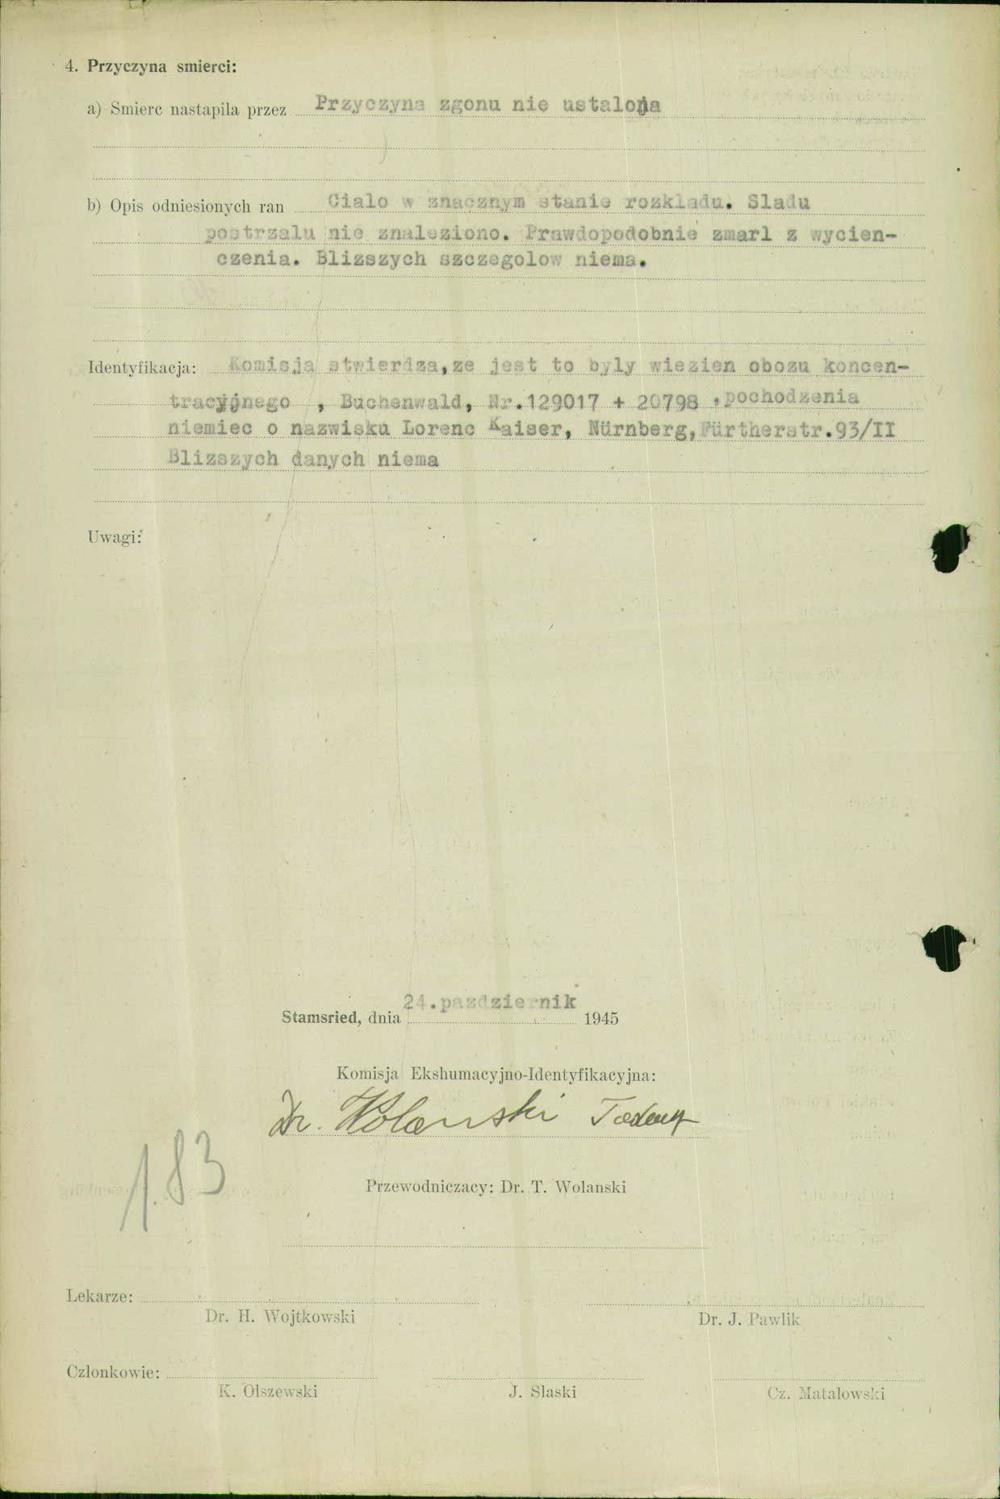 4. Przyczyna smierci:
a) Smierc nastapila przez Przyczyna zgonu nie ustalona
b) Opis odniesionych ran Cialo w znacznym stanie rozkladu. Sladu
postrzalu nie znaleziono. Prawdopodobnie zmarl z wycien-
czenia. Blizszych szczegolow niema.
Identyfikacja: Komisja stwierdza,ze jest to byly wiezien obozu koncen-
tracyjnego , Buchenwald, Nr.129017 + 20798 ,pochodzenia
niemiec o nazwisku Lorenc Kaiser, Nürnberg,Fürtherstr.93/II
Blizszych danych niema
Uwagi:
Stamsried, dnia 24.pazdziernik 1945
Komisja Ekshumacyjno-Identyfikacyjna:
Dr. Wolanski Tadeusz
1.83
Przewodniczacy: Dr. T. Wolanski
Lekarze:
Dr. H. Wojtkowski Dr. J. Pawlik
Czlonkowie:
K. Olszewski J. Slaski Cz. Matalowski